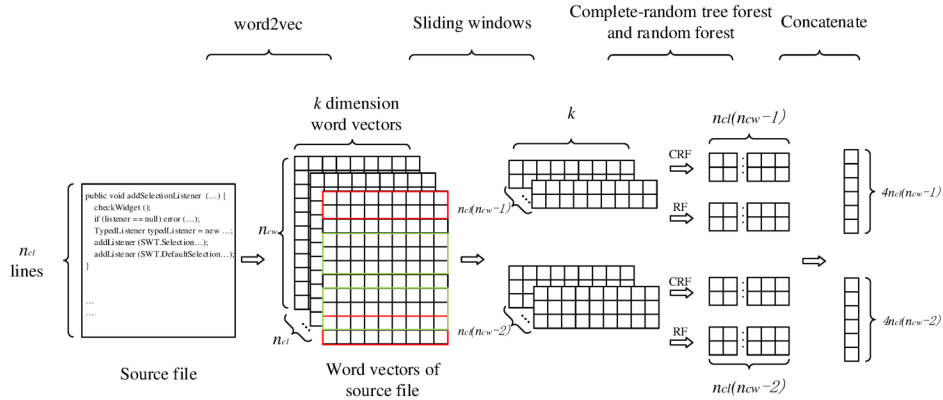 word2vec
Sliding windows
Complete-random tree forest
and random forest
Concatenate
k dimension
word vectors
k
ncl(ncw-1)
public void addSelectionListener (…) {
checkWidget ();
if (listener == null) error (…);
TypedListener typedListener = new …;
addListener (SWT.Selection…);
addListener (SWT.DefaultSelection…);
}
…
…
ncl
lines
ncw
ncl
ncl(ncw-1)
CRF
RF
4ncl(ncw-1)
ncl(ncw-2)
CRF
RF
4ncl(ncw-2)
ncl(ncw-2)
Source file
Word vectors of
source file